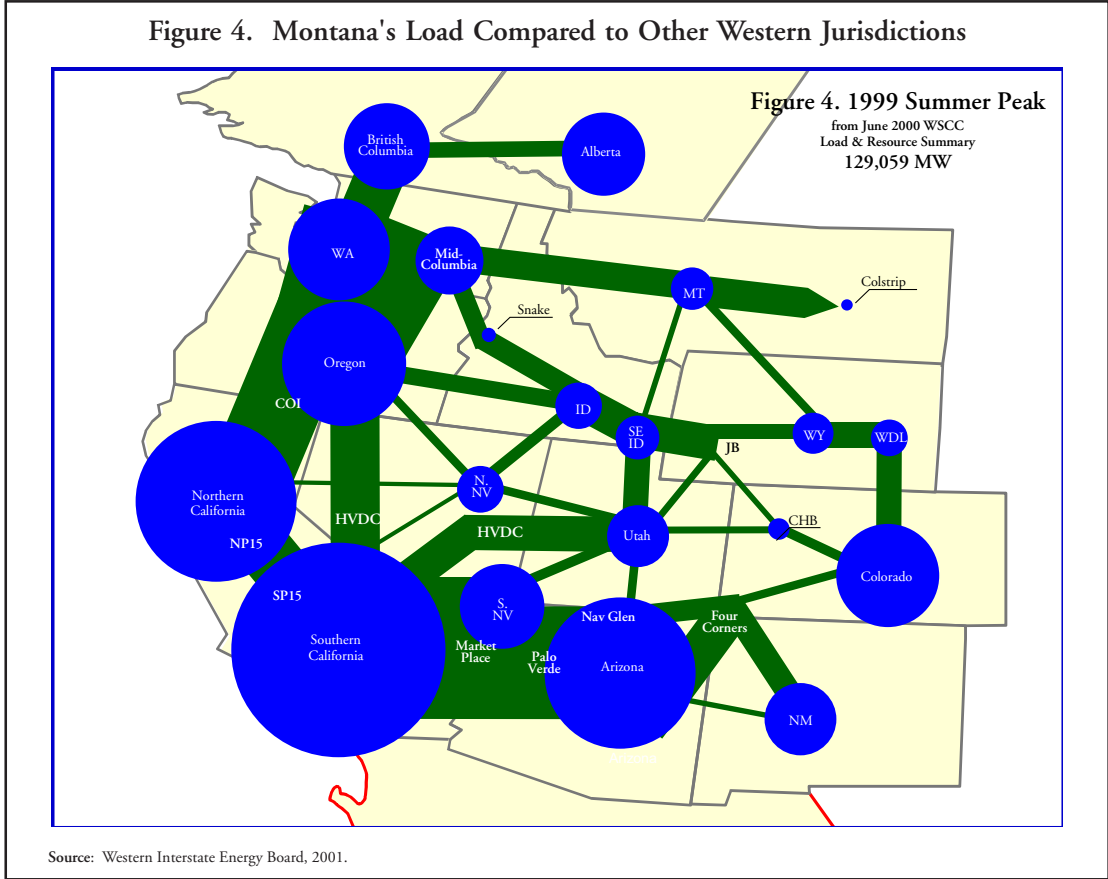 Figure 4. Montana's Load Compared to Other Western Jurisdictions
Figure 4. 1999 Summer Peak
from June 2000 WSCC
Load & Resource Summary
129,059 MW
British
Columbia
Alberta
WA
Mid-
Columbia
MT
Colstrip
Snake
Oregon
COI
ID
SE
ID
JB
WY
WDL
Northern
California
NP15
N.
NV
HVDC
HVDC
Utah
CHB
Colorado
SP15
S.
NV
Nav Glen
Four
Corners
Southern
California
Market
Place
Palo
Verde
Arizona
NM
Source: Western Interstate Energy Board, 2001.